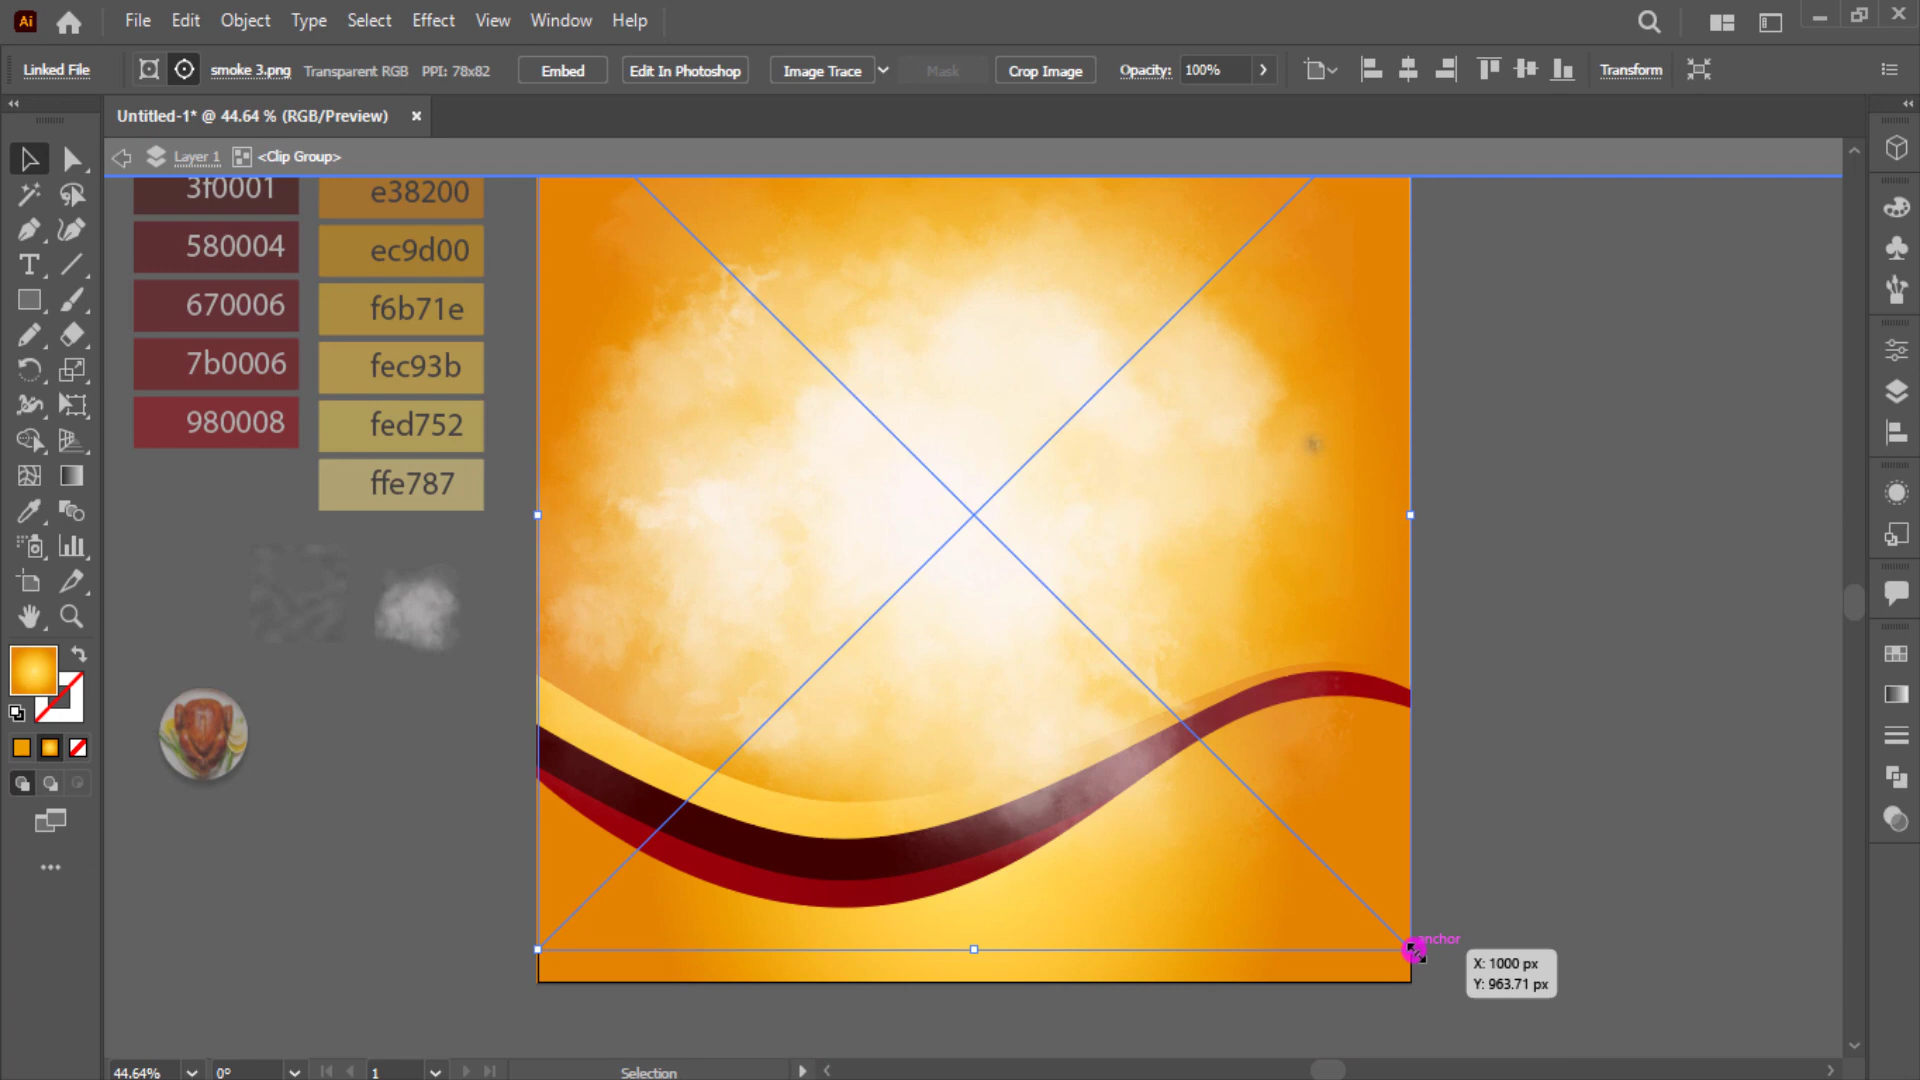 Ai File Edit Object Type Select Effect View Window Help
Linked File smoke 3.png Transparent RGB PPI: 78x82 Embed Edit In Photoshop Image Trace Mask Crop Image Opacity: 100% Transform
Untitled-1* @ 44.64 % (RGB/Preview)
Layer 1 <Clip Group>
3f0001 e38200
580004 ec9d00
670006 f6b71e
7b0006 fec93b
980008 fed752
ffe787
anchor
X: 1000 px
Y: 963.71 px
44.64% 0° 1 Selection